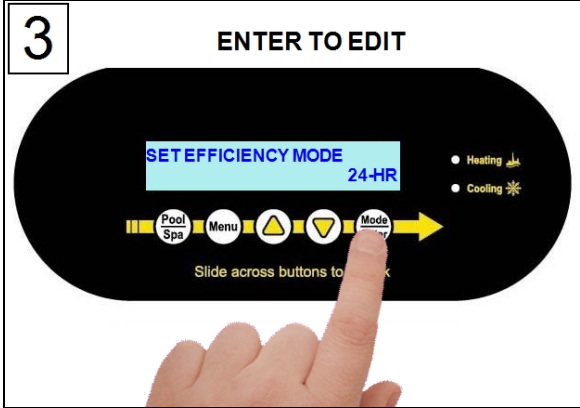 3
ENTER TO EDIT
SET EFFICIENCY MODE
24-HR
Heating
Cooling
Pool
Spa
Menu
Mode
Slide across buttons to